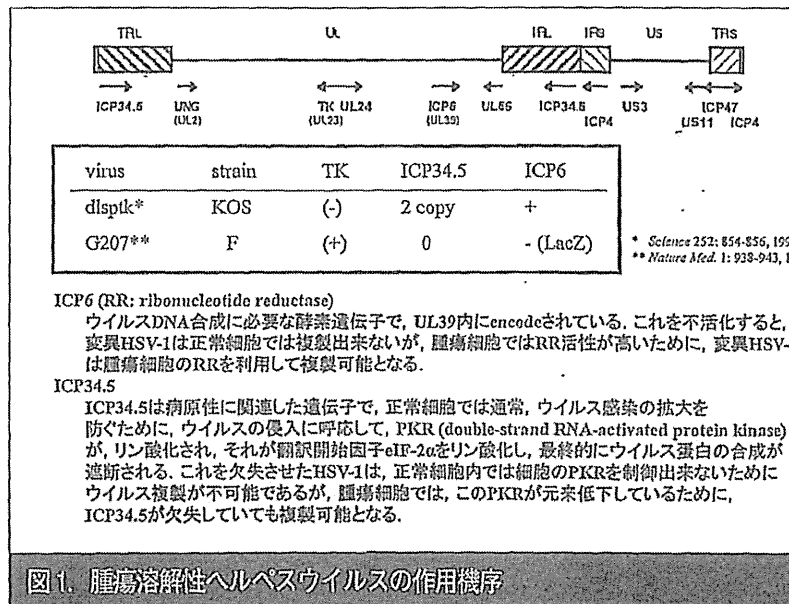 TRL UL IRL IRS US TRS
ICP34.5 UNG TK UL24 ICP6 UL56 ICP34.5 US3 ICP47
(UL2) (UL23) (UL39) ICP4 US11 ICP4
virus strain TK ICP34.5 ICP6
dlsptk* KOS (-) 2 copy +
G207** F (+) 0 - (LacZ)
* Science 252: 854-856, 199
** Nature Med. 1: 938-943, 1
ICP6 (RR: ribonucleotide reductase)
ウイルスDNA合成に必要な酵素遺伝子で, UL39内にencodeされている. これを不活化すると,
変異HSV-1は正常細胞では複製出来ないが, 腫瘍細胞ではRR活性が高いために, 変異HSV-
は腫瘍細胞のRRを利用して複製可能となる.
ICP34.5
ICP34.5は病原性に関連した遺伝子で, 正常細胞では通常, ウイルス感染の拡大を
防ぐために, ウイルスの侵入に呼応して, PKR (double-strand RNA-activated protein kinase)
が, リン酸化され, それが翻訳開始因子eIF-2αをリン酸化し, 最終的にウイルス蛋白の合成が
遮断される. これを欠失させたHSV-1は, 正常細胞内では細胞のPKRを制御出来ないために
ウイルス複製が不可能であるが, 腫瘍細胞では, このPKRが元来低下しているために,
ICP34.5が欠失していても複製可能となる.
図1. 腫瘍溶解性ヘルペスウイルスの作用機序